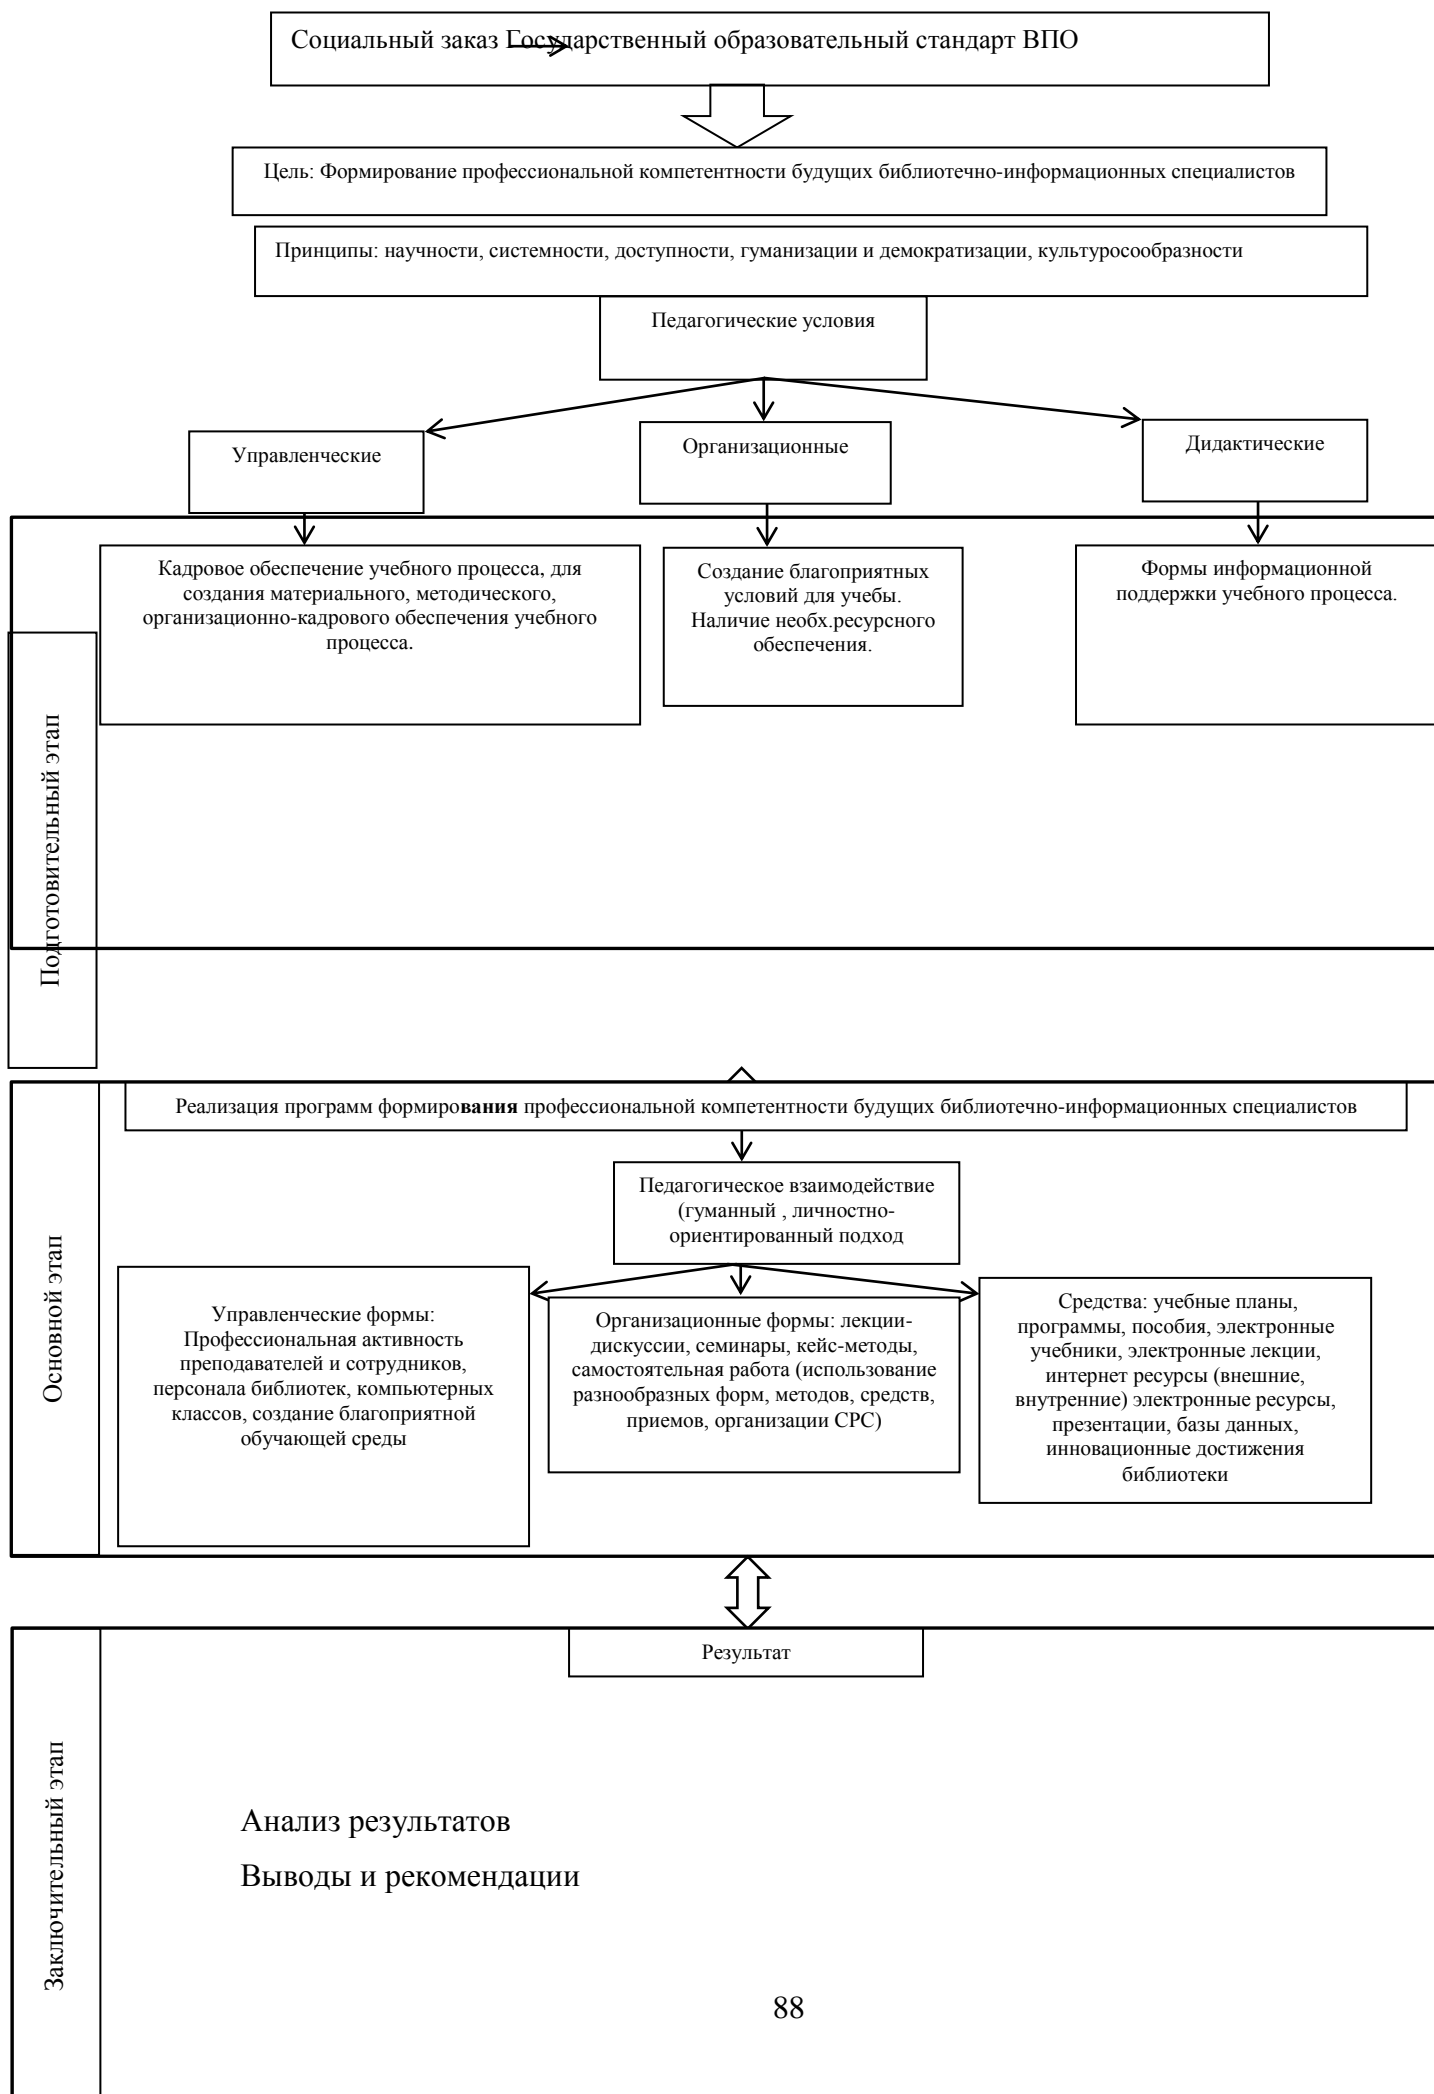 Социальный заказ Государственный образовательный стандарт ВПО
Цель: Формирование профессиональной компетентности будущих библиотечно-информационных специалистов
Принципы: научности, системности, доступности, гуманизации и демократизации, культуросообразности
Педагогические условия
Управленческие
Организационные
Дидактические
Подготовительный этап
Кадровое обеспечение учебного процесса, для
создания материального, методического,
организационно-кадрового обеспечения учебного
процесса.
Создание благоприятных
условий для учебы.
Наличие необх.ресурсного
обеспечения.
Формы информационной
поддержки учебного процесса.
Основной этап
Реализация программ формирования профессиональной компетентности будущих библиотечно-информационных специалистов
Педагогическое взаимодействие
(гуманный , личностно-
ориентированный подход
Управленческие формы:
Профессиональная активность
преподавателей и сотрудников,
персонала библиотек, компьютерных
классов, создание благоприятной
обучающей среды
Организационные формы: лекции-
дискуссии, семинары, кейс-методы,
самостоятельная работа (использование
разнообразных форм, методов, средств,
приемов, организации СРС)
Средства: учебные планы,
программы, пособия, электронные
учебники, электронные лекции,
интернет ресурсы (внешние,
внутренние) электронные ресурсы,
презентации, базы данных,
инновационные достижения
библиотеки
Заключительный этап
Результат
Анализ результатов
Выводы и рекомендации
88